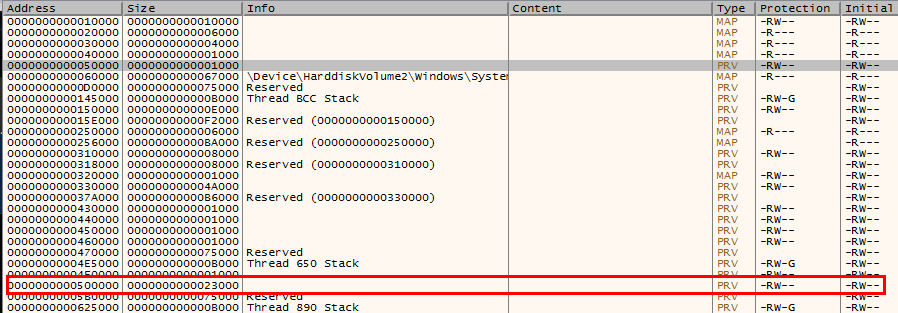 Address Size Info Content Type Protection Initial
0000000000010000 0000000000010000 MAP -RW-- -RW--
0000000000020000 0000000000006000 MAP -R--- -R---
0000000000030000 0000000000004000 MAP -R--- -R---
0000000000040000 0000000000001000 MAP -R--- -R---
0000000000050000 0000000000001000 PRV -RW-- -RW--
0000000000060000 0000000000067000 \Device\HarddiskVolume2\Windows\System MAP -R--- -R---
00000000000D0000 0000000000075000 Reserved PRV -RW--
0000000000145000 000000000000B000 Thread BCC Stack PRV -RW-G -RW--
0000000000150000 000000000000E000 PRV -RW-- -RW--
000000000015E000 00000000000F2000 Reserved (0000000000150000) PRV -RW--
0000000000250000 0000000000006000 MAP -R--- -R---
0000000000256000 00000000000BA000 Reserved (0000000000250000) MAP -R---
0000000000310000 0000000000008000 PRV -RW-- -RW--
0000000000318000 0000000000008000 Reserved (0000000000310000) PRV -RW--
0000000000320000 0000000000001000 MAP -RW-- -RW--
0000000000330000 000000000004A000 PRV -RW-- -RW--
000000000037A000 00000000000B6000 Reserved (0000000000330000) PRV -RW--
0000000000430000 0000000000001000 PRV -RW-- -RW--
0000000000440000 0000000000001000 PRV -RW-- -RW--
0000000000450000 0000000000001000 PRV -RW-- -RW--
0000000000460000 0000000000001000 PRV -RW-- -RW--
0000000000470000 0000000000075000 Reserved PRV -RW--
00000000004E5000 000000000000B000 Thread 650 Stack PRV -RW-G -RW--
00000000004F0000 0000000000001000 PRV -RW-- -RW--
0000000000500000 0000000000023000 PRV -RW-- -RW--
00000000005B0000 0000000000075000 Reserved PRV -RW--
0000000000625000 000000000000B000 Thread 890 Stack PRV -RW-G -RW--